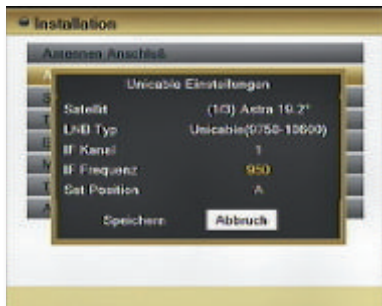 Installation
Antennen Anschluß
Unicable Einstellungen
Satellit (1/3) Astra 19.2°
LNB Typ Unicable(9750-10600)
IF Kanal 1
IF Frequenz 950
Sat Position A
Speichern Abbruch